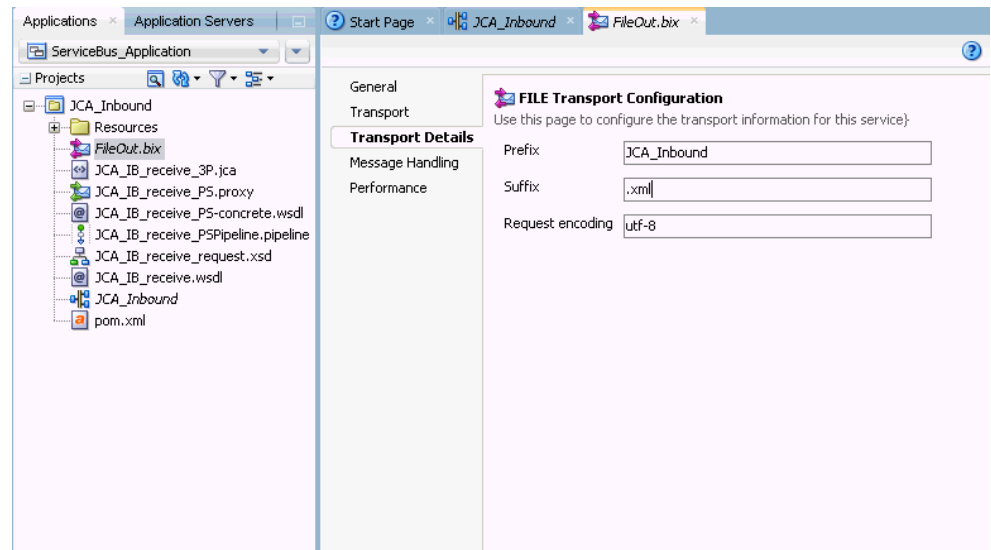 Applications
Application Servers
Start Page
JCA_Inbound
FileOut.bix
ServiceBus_Application
Projects
JCA_Inbound
Resources
FileOut.bix
JCA_IB_receive_3P.jca
JCA_IB_receive_PS.proxy
JCA_IB_receive_PS-concrete.wsdl
JCA_IB_receive_PSPipeline.pipeline
JCA_IB_receive_request.xsd
JCA_IB_receive.wsdl
JCA_Inbound
pom.xml
General
Transport
Transport Details
Message Handling
Performance
FILE Transport Configuration
Use this page to configure the transport information for this service}
Prefix JCA_Inbound
Suffix .xml
Request encoding utf-8